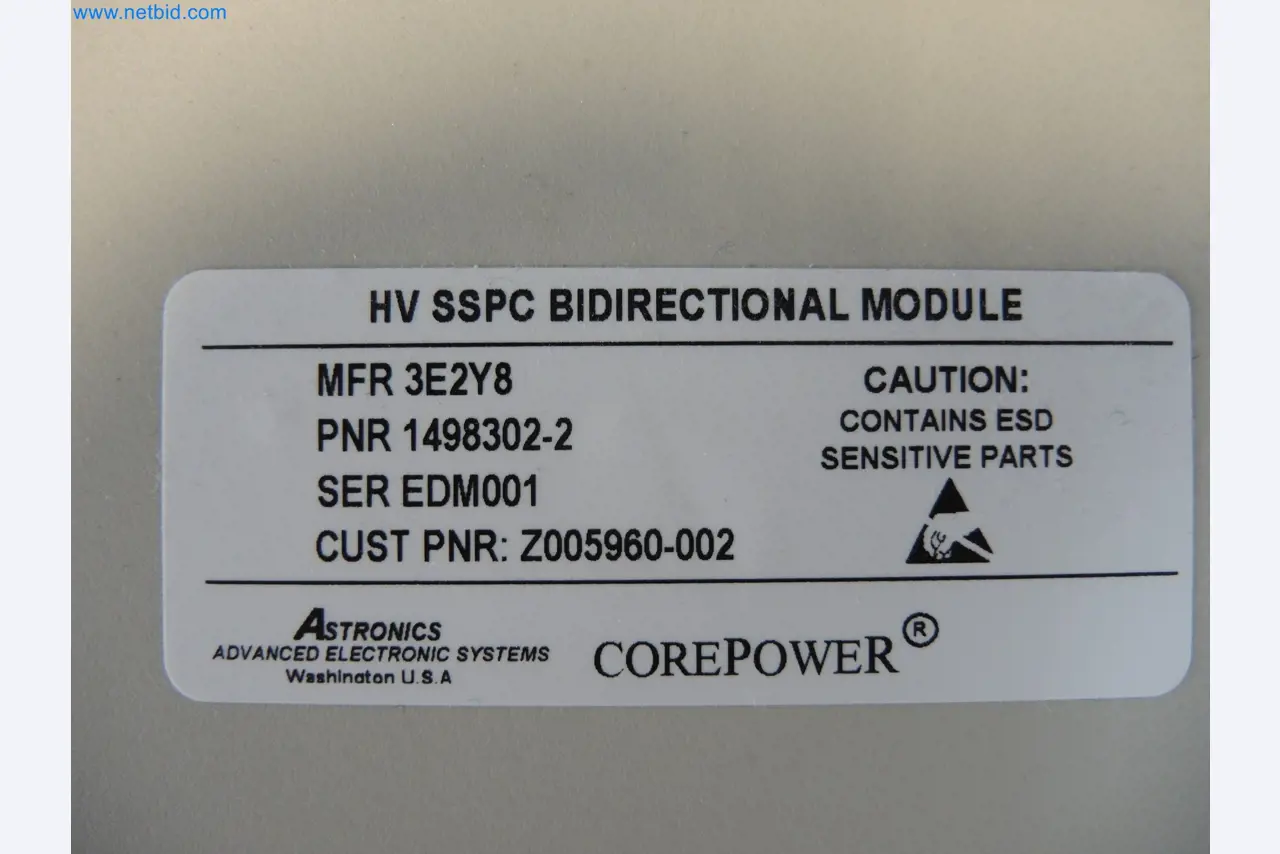 www.netbid.com
HV SSPC BIDIRECTIONAL MODULE
MFR 3E2Y8
PNR 1498302-2
SER EDM001
CUST PNR: Z005960-002
CAUTION:
CONTAINS ESD
SENSITIVE PARTS
ASTRONICS
ADVANCED ELECTRONIC SYSTEMS
Washington U.S.A
COREPOWER®